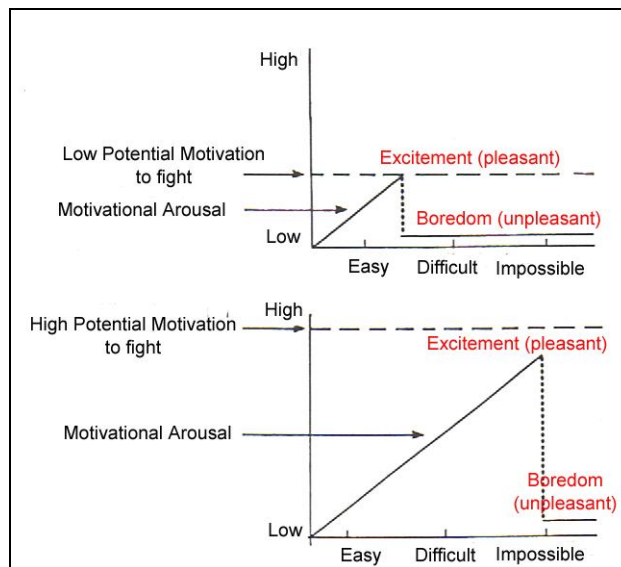 High
Low Potential Motivation
to fight
Excitement (pleasant)
Motivational Arousal
Boredom (unpleasant)
Low
Easy
Difficult
Impossible
High
High Potential Motivation
to fight
Excitement (pleasant)
Motivational Arousal
Boredom
(unpleasant)
Low
Easy
Difficult
Impossible